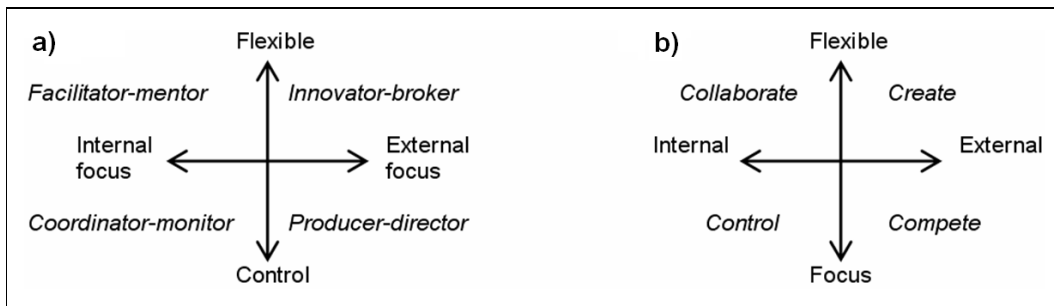 a)
Flexible
Facilitator-mentor
Innovator-broker
Internal
focus
External
focus
Coordinator-monitor
Producer-director
Control
b)
Flexible
Collaborate
Create
Internal
External
Control
Compete
Focus